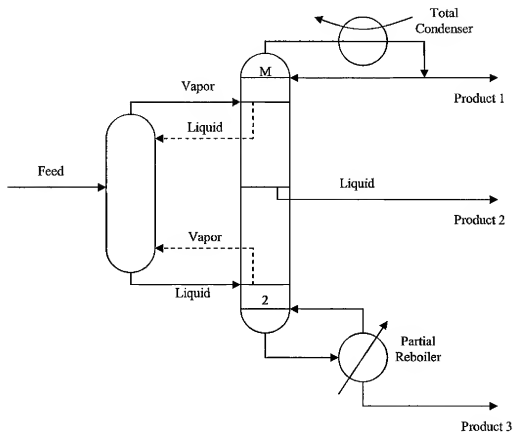 Total
Condenser
M
Vapor
Product 1
Liquid
Feed
Liquid
Product 2
Vapor
Liquid
2
Partial
Reboiler
Product 3